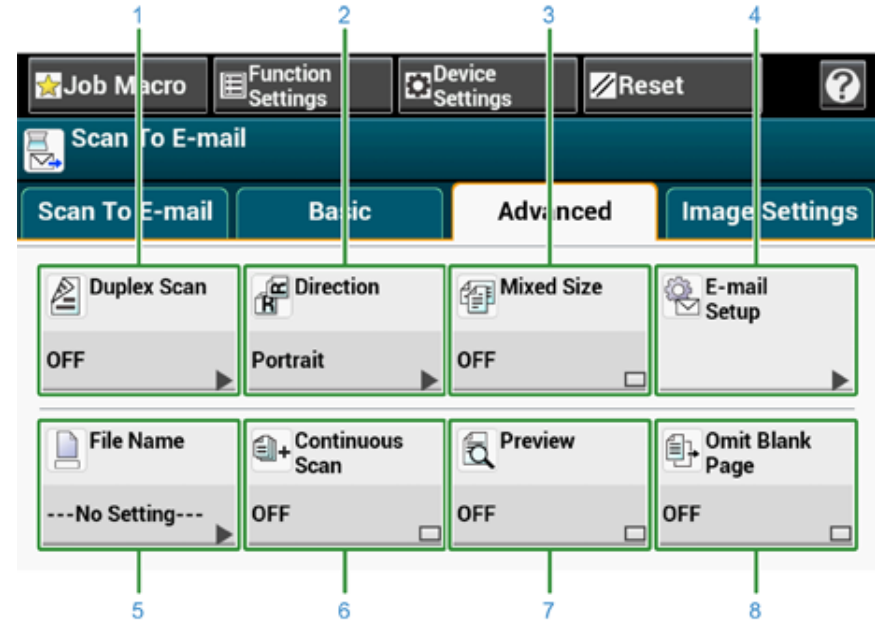 1 2 3 4
Job Macro
Function
Settings
Device
Settings
Reset
?
Scan To E-mail
Scan To E-mail
Basic
Advanced
Image Settings
Duplex Scan
OFF
Direction
Portrait
Mixed Size
OFF
E-mail
Setup
File Name
---No Setting---
Continuous
Scan
OFF
Preview
OFF
Omit Blank
Page
OFF
5 6 7 8